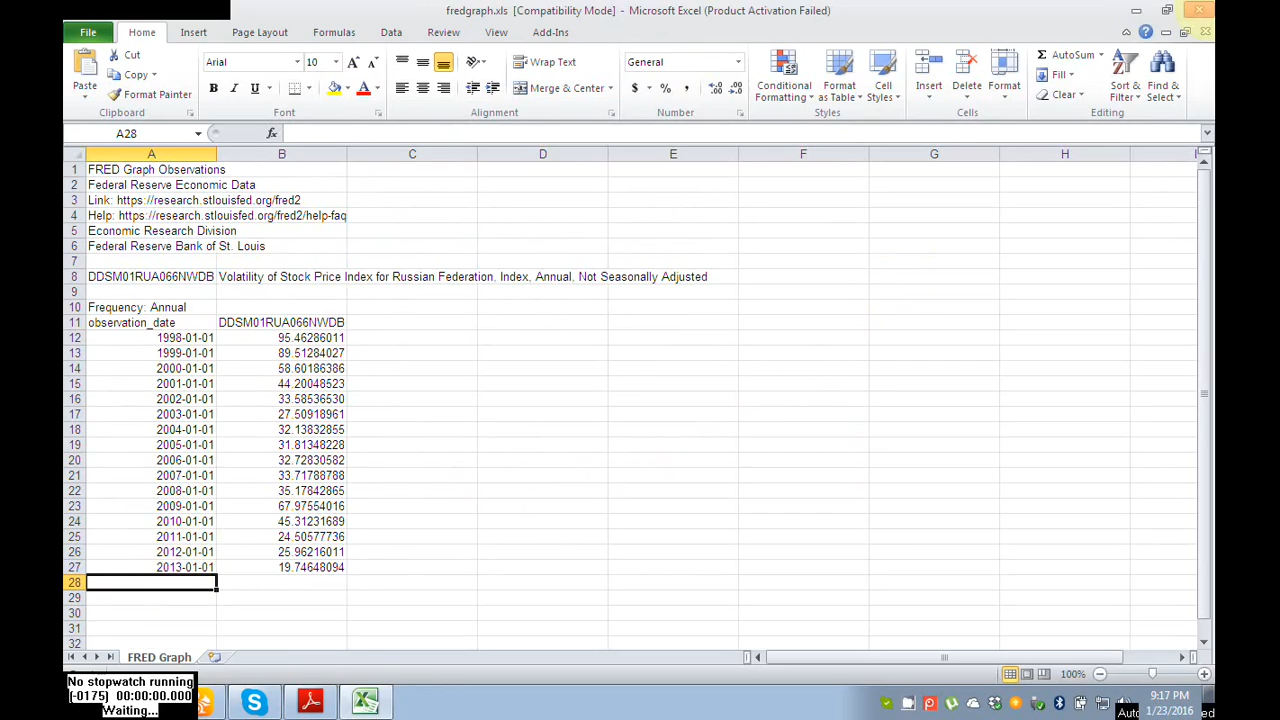 fredgraph.xls [Compatibility Mode] - Microsoft Excel (Product Activation Failed)
File Home Insert Page Layout Formulas Data Review View Add-Ins
Paste
Cut
Copy
Format Painter
Clipboard
Arial 10
B I U A
Font
Wrap Text
Merge & Center
Alignment
General
$ % ,
Number
Conditional Formatting
Format as Table
Cell Styles
Styles
Insert Delete Format
Cells
AutoSum
Fill
Clear
Sort & Filter
Find & Select
Editing
A28 fx
A B C D E F G H I
1 FRED Graph Observations
2 Federal Reserve Economic Data
3 Link: https://research.stlouisfed.org/fred2
4 Help: https://research.stlouisfed.org/fred2/help-faq
5 Economic Research Division
6 Federal Reserve Bank of St. Louis
7
8 DDSM01RUA066NWDB Volatility of Stock Price Index for Russian Federation, Index, Annual, Not Seasonally Adjusted
9
10 Frequency: Annual
11 observation_date DDSM01RUA066NWDB
12 1998-01-01 95.46286011
13 1999-01-01 89.51284027
14 2000-01-01 58.60186386
15 2001-01-01 44.20048523
16 2002-01-01 33.58536530
17 2003-01-01 27.50918961
18 2004-01-01 32.13832855
19 2005-01-01 31.81348228
20 2006-01-01 32.72830582
21 2007-01-01 33.71788788
22 2008-01-01 35.17842865
23 2009-01-01 67.97554016
24 2010-01-01 45.31231689
25 2011-01-01 24.50577736
26 2012-01-01 25.96216011
27 2013-01-01 19.74648094
28
29
30
31
32
FRED Graph
100%
No stopwatch running
(-0175) 00:00:00.000
Waiting...
9:17 PM
1/23/2016